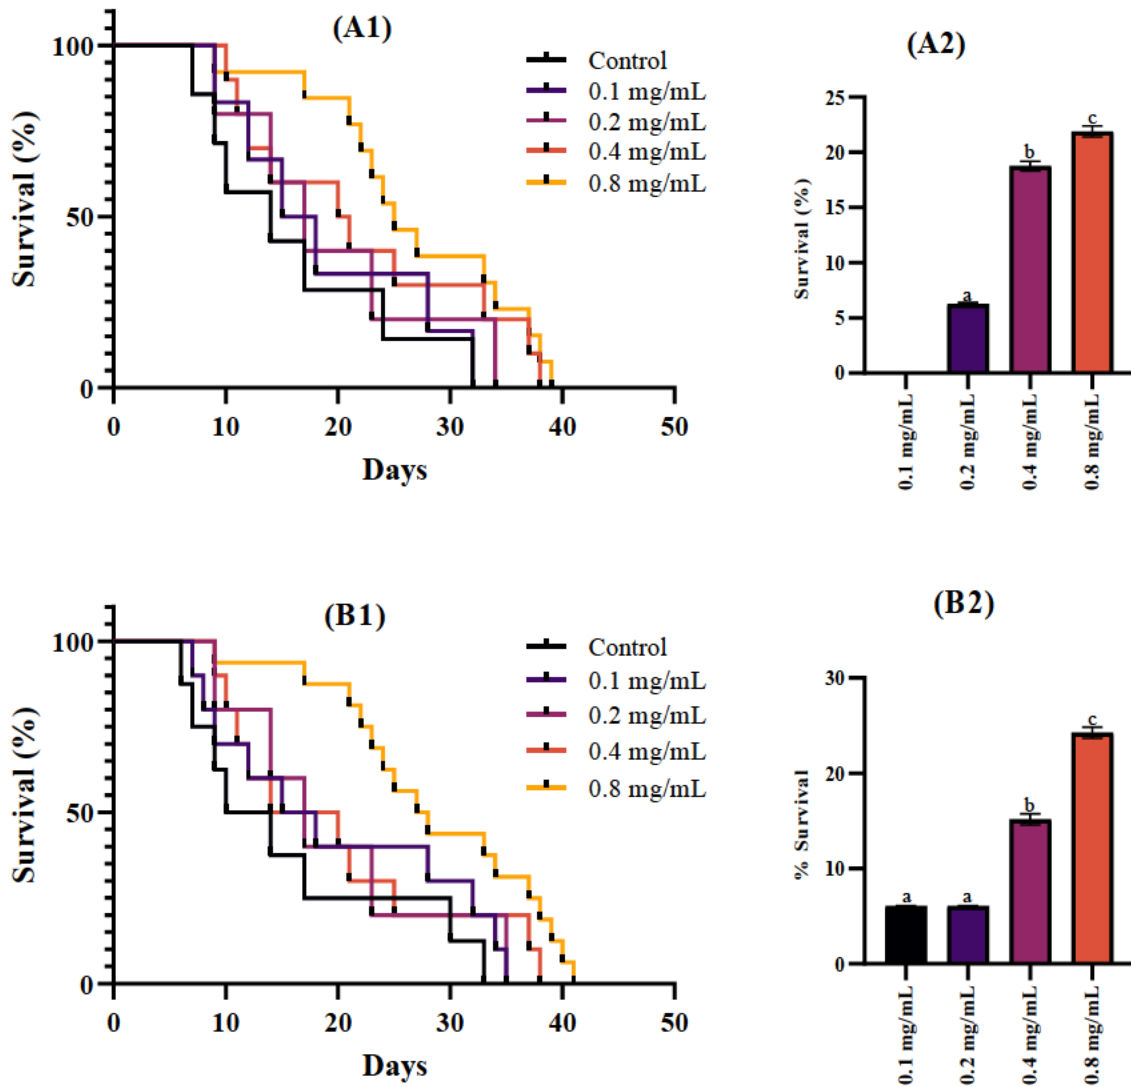 (A1)
Survival (%)
100
50
0
0 10 20 30 40 50
Days
Control
0.1 mg/mL
0.2 mg/mL
0.4 mg/mL
0.8 mg/mL
(A2)
Survival (%)
25
20
15
10
5
0
a
b
c
0.1 mg/mL
0.2 mg/mL
0.4 mg/mL
0.8 mg/mL
(B1)
Survival (%)
100
50
0
0 10 20 30 40 50
Days
Control
0.1 mg/mL
0.2 mg/mL
0.4 mg/mL
0.8 mg/mL
(B2)
% Survival
30
20
10
0
a
a
b
c
0.1 mg/mL
0.2 mg/mL
0.4 mg/mL
0.8 mg/mL